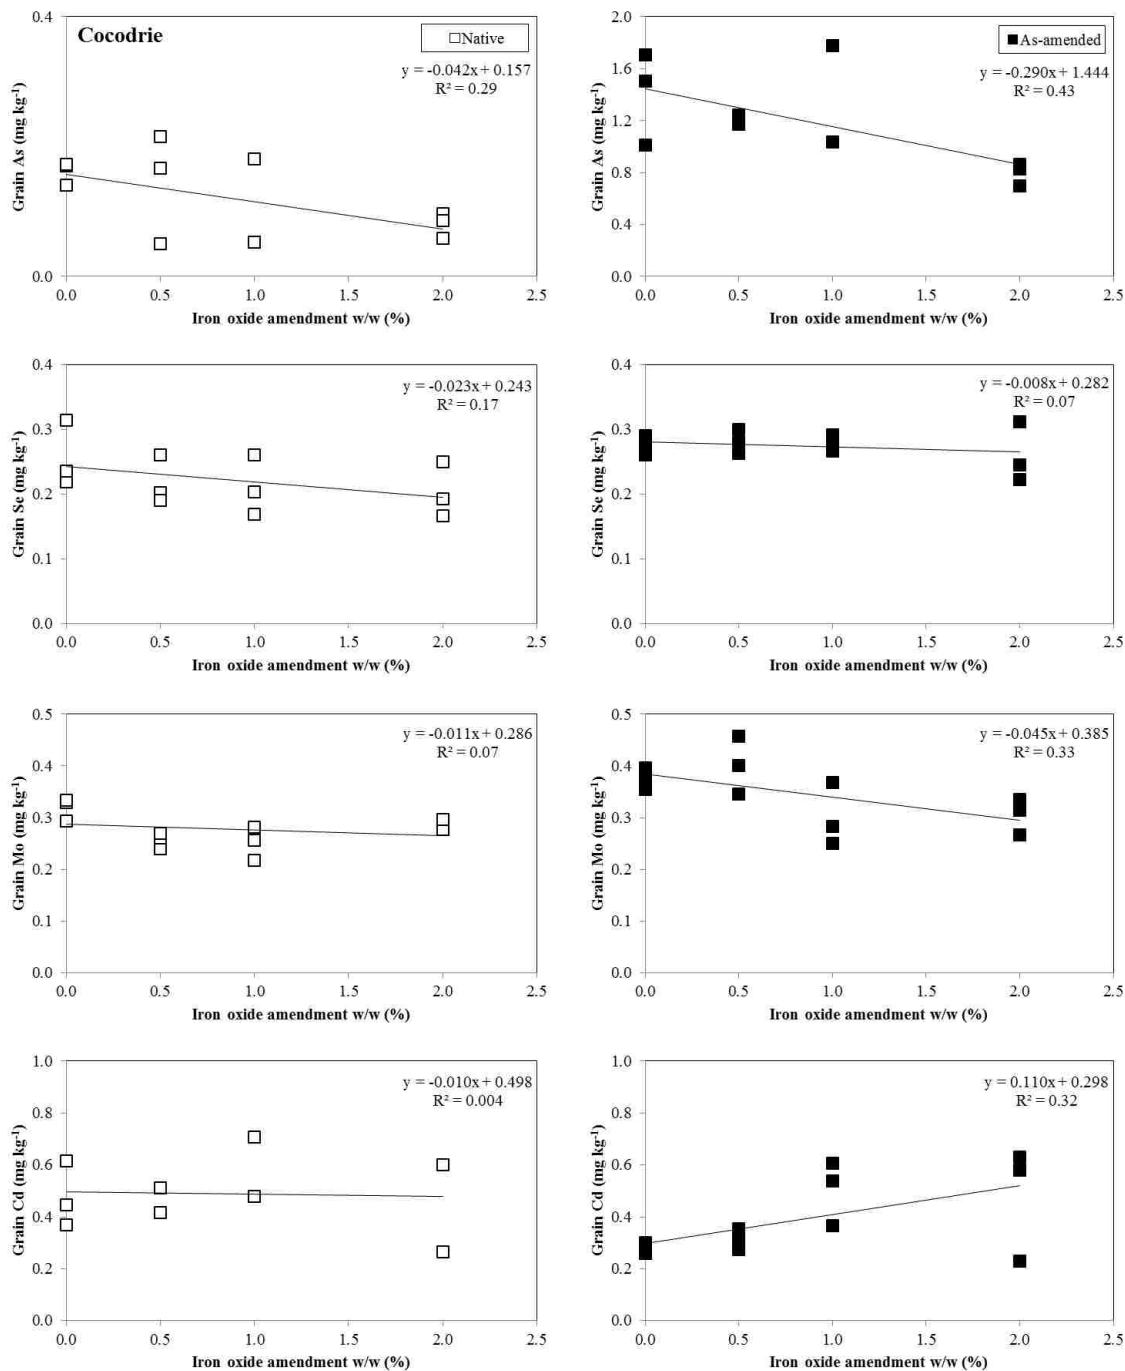 Cocodrie
□Native
y = -0.042x + 0.157
R² = 0.29
Grain As (mg kg⁻¹)
0.4
0.0
0.0 0.5 1.0 1.5 2.0 2.5
Iron oxide amendment w/w (%)
■As-amended
y = -0.290x + 1.444
R² = 0.43
Grain As (mg kg⁻¹)
2.0
1.6
1.2
0.8
0.4
0.0
0.0 0.5 1.0 1.5 2.0 2.5
Iron oxide amendment w/w (%)
y = -0.023x + 0.243
R² = 0.17
Grain Se (mg kg⁻¹)
0.4
0.3
0.2
0.1
0.0
0.0 0.5 1.0 1.5 2.0 2.5
Iron oxide amendment w/w (%)
y = -0.008x + 0.282
R² = 0.07
Grain Se (mg kg⁻¹)
0.4
0.3
0.2
0.1
0.0
0.0 0.5 1.0 1.5 2.0 2.5
Iron oxide amendment w/w (%)
y = -0.011x + 0.286
R² = 0.07
Grain Mo (mg kg⁻¹)
0.5
0.4
0.3
0.2
0.1
0.0
0.0 0.5 1.0 1.5 2.0 2.5
Iron oxide amendment w/w (%)
y = -0.045x + 0.385
R² = 0.33
Grain Mo (mg kg⁻¹)
0.5
0.4
0.3
0.2
0.1
0.0
0.0 0.5 1.0 1.5 2.0 2.5
Iron oxide amendment w/w (%)
y = -0.010x + 0.498
R² = 0.004
Grain Cd (mg kg⁻¹)
1.0
0.8
0.6
0.4
0.2
0.0
0.0 0.5 1.0 1.5 2.0 2.5
Iron oxide amendment w/w (%)
y = 0.110x + 0.298
R² = 0.32
Grain Cd (mg kg⁻¹)
1.0
0.8
0.6
0.4
0.2
0.0
0.0 0.5 1.0 1.5 2.0 2.5
Iron oxide amendment w/w (%)